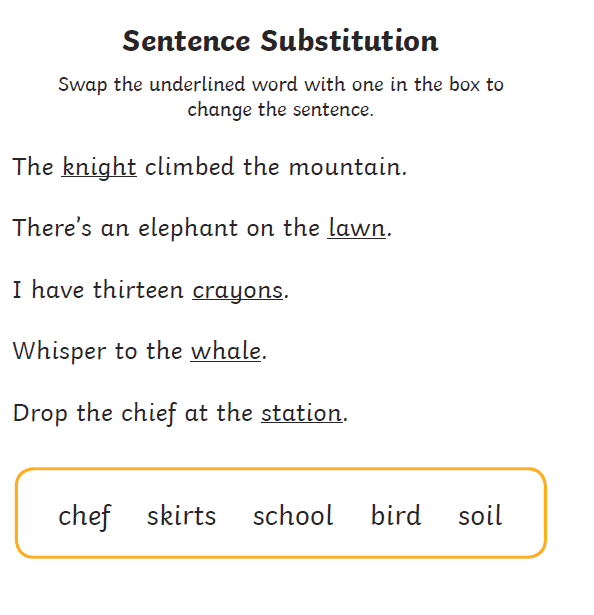 Sentence Substitution
Swap the underlined word with one in the box to
change the sentence.
The knight climbed the mountain.
There’s an elephant on the lawn.
I have thirteen crayons.
Whisper to the whale.
Drop the chief at the station.
chef skirts school bird soil